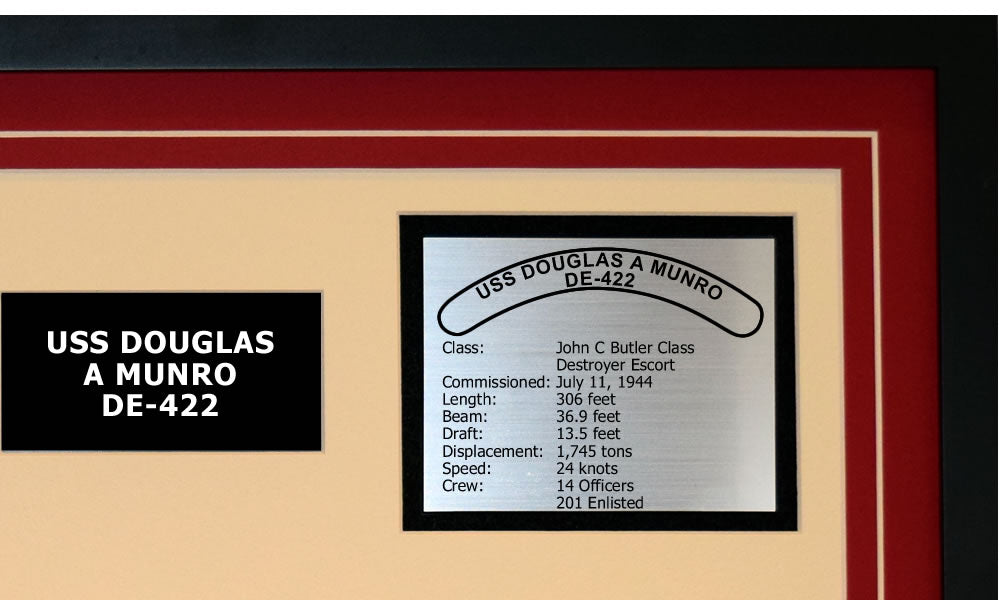 USS DOUGLAS
A MUNRO
DE-422
USS DOUGLAS A MUNRO
DE-422
Class: John C Butler Class
Destroyer Escort
Commissioned: July 11, 1944
Length: 306 feet
Beam: 36.9 feet
Draft: 13.5 feet
Displacement: 1,745 tons
Speed: 24 knots
Crew: 14 Officers
201 Enlisted